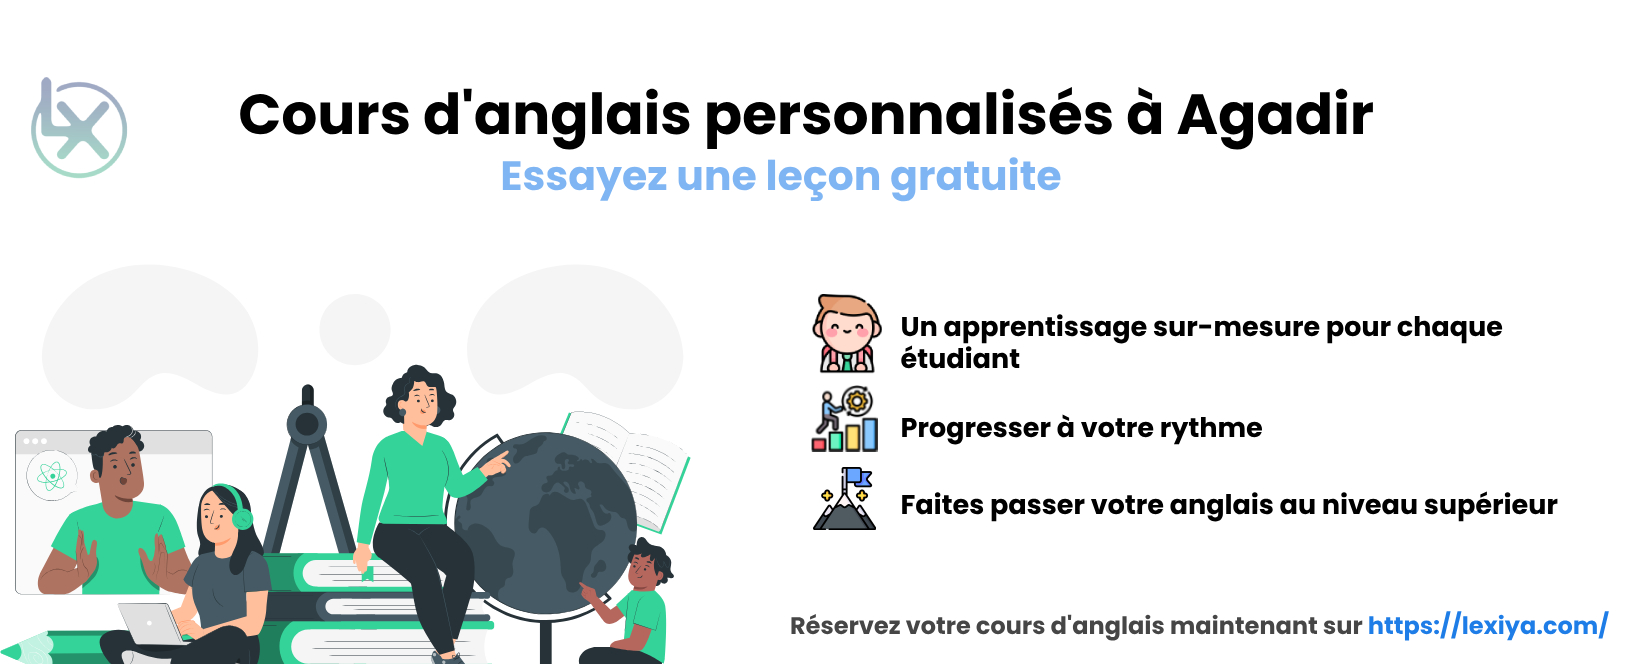 LX
Cours d'anglais personnalisés à Agadir
Essayez une leçon gratuite
Un apprentissage sur-mesure pour chaque
étudiant
Progresser à votre rythme
Faites passer votre anglais au niveau supérieur
Réservez votre cours d'anglais maintenant sur https://lexiya.com/